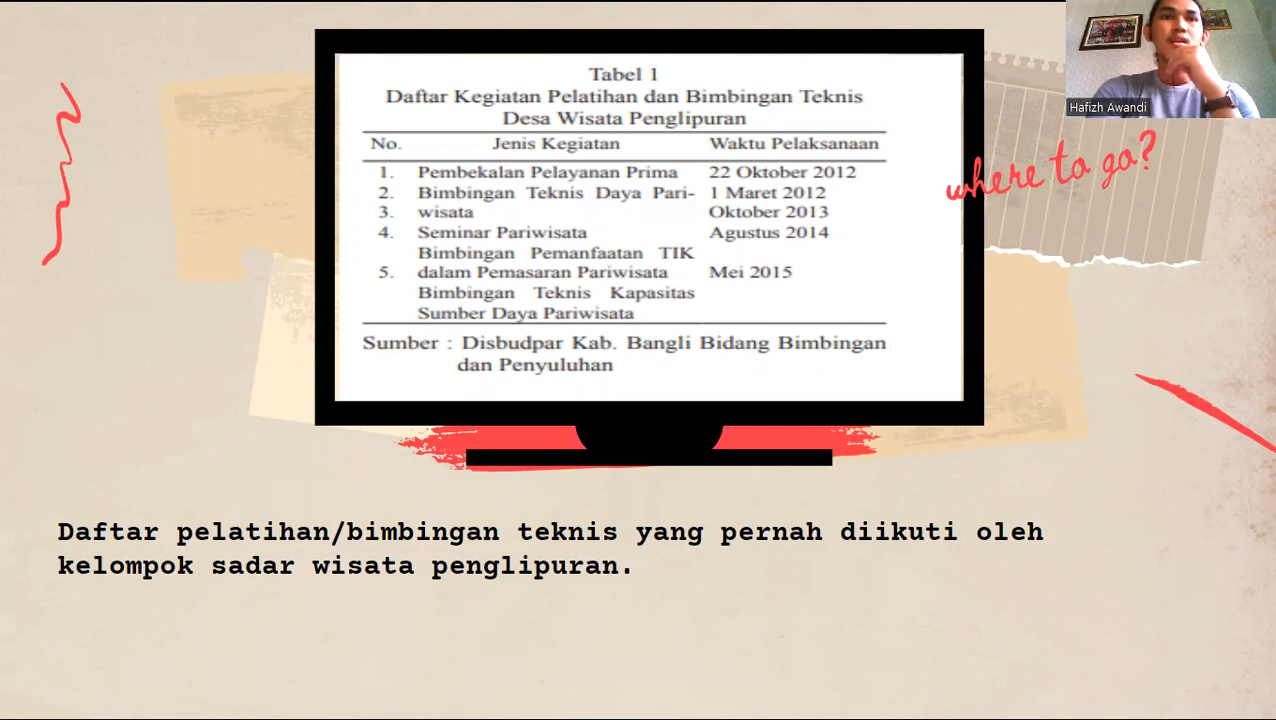 Tabel 1
Daftar Kegiatan Pelatihan dan Bimbingan Teknis
Desa Wisata Penglipuran
No. Jenis Kegiatan Waktu Pelaksanaan
1. Pembekalan Pelayanan Prima 22 Oktober 2012
2. Bimbingan Teknis Daya Pari- 1 Maret 2012
3. wisata Oktober 2013
4. Seminar Pariwisata Agustus 2014
Bimbingan Pemanfaatan TIK
5. dalam Pemasaran Pariwisata Mei 2015
Bimbingan Teknis Kapasitas
Sumber Daya Pariwisata
Sumber : Disbudpar Kab. Bangli Bidang Bimbingan
dan Penyuluhan
Hafizh Awandi
where to go?
Daftar pelatihan/bimbingan teknis yang pernah diikuti oleh
kelompok sadar wisata penglipuran.